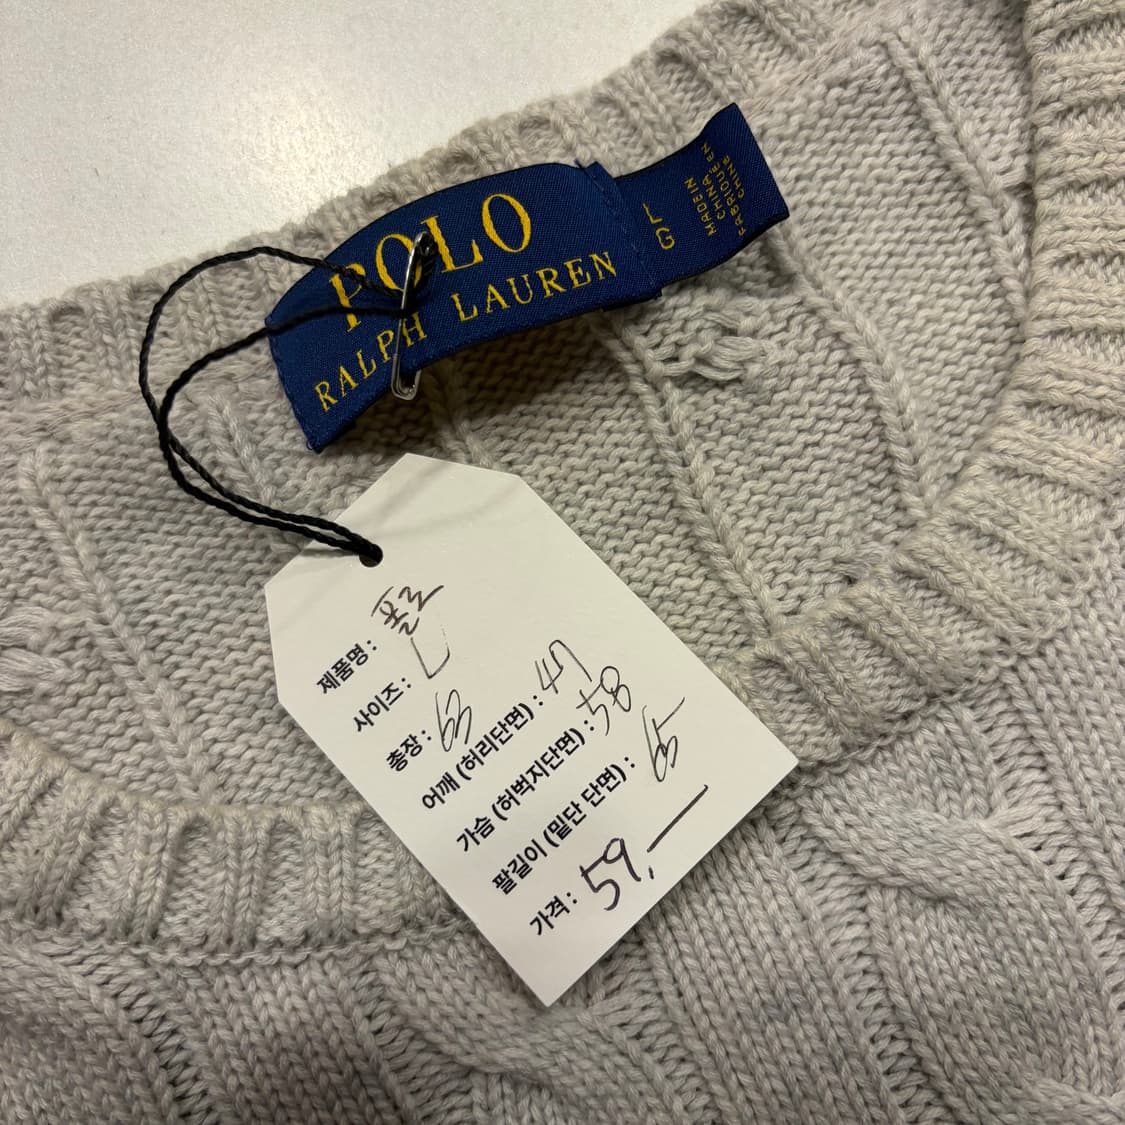 POLO
RALPH LAUREN
L
G
MADE IN
CHINA
FABRIQUÉ EN
CHINE
제품명 : 폴로
사이즈 : L
총장 : 63
어깨 (허리단면) : 47
가슴 (허벅지단면) : 58
팔길이 (밑단 단면) : 65
가격 : 59,—